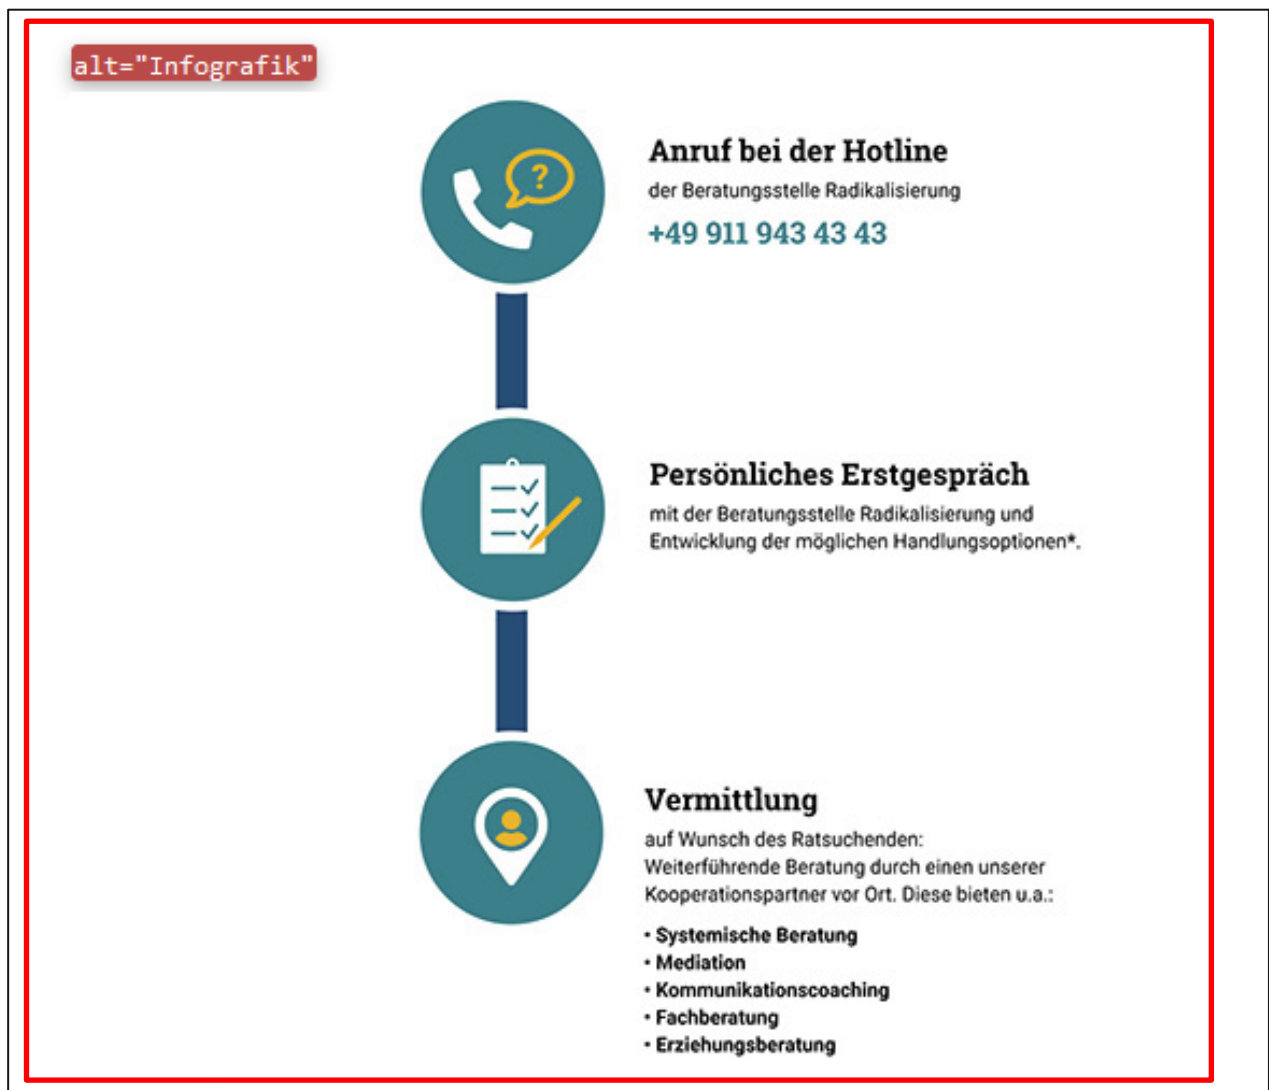 alt="Infografik"
?
Anruf bei der Hotline
der Beratungsstelle Radikalisierung
+49 911 943 43 43
Persönliches Erstgespräch
mit der Beratungsstelle Radikalisierung und
Entwicklung der möglichen Handlungsoptionen*.
Vermittlung
auf Wunsch des Ratsuchenden:
Weiterführende Beratung durch einen unserer
Kooperationspartner vor Ort. Diese bieten u.a.:
• Systemische Beratung
• Mediation
• Kommunikationscoaching
• Fachberatung
• Erziehungsberatung